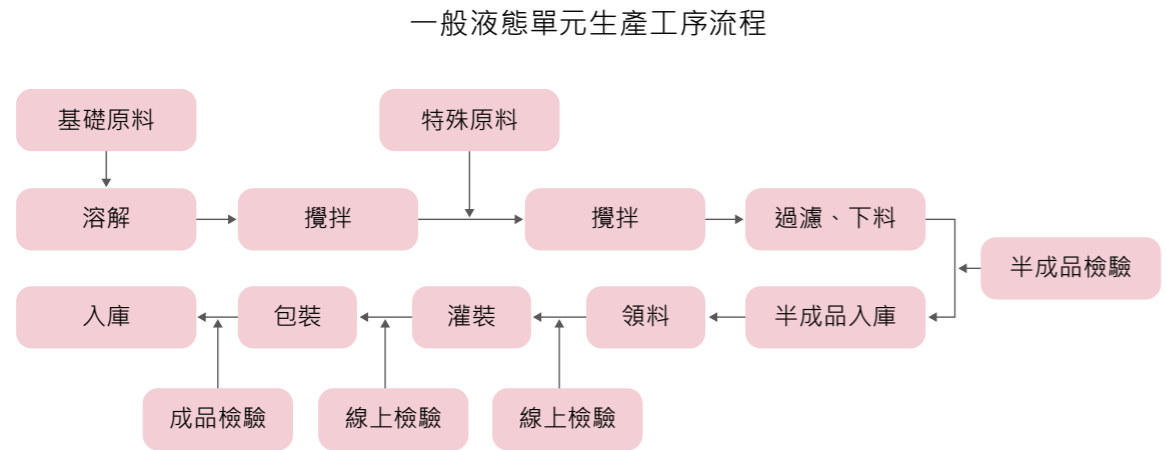 一般液態單元生產工序流程
基礎原料
特殊原料
溶解
攪拌
攪拌
過濾、下料
半成品檢驗
入庫
包裝
灌裝
領料
半成品入庫
成品檢驗
線上檢驗
線上檢驗